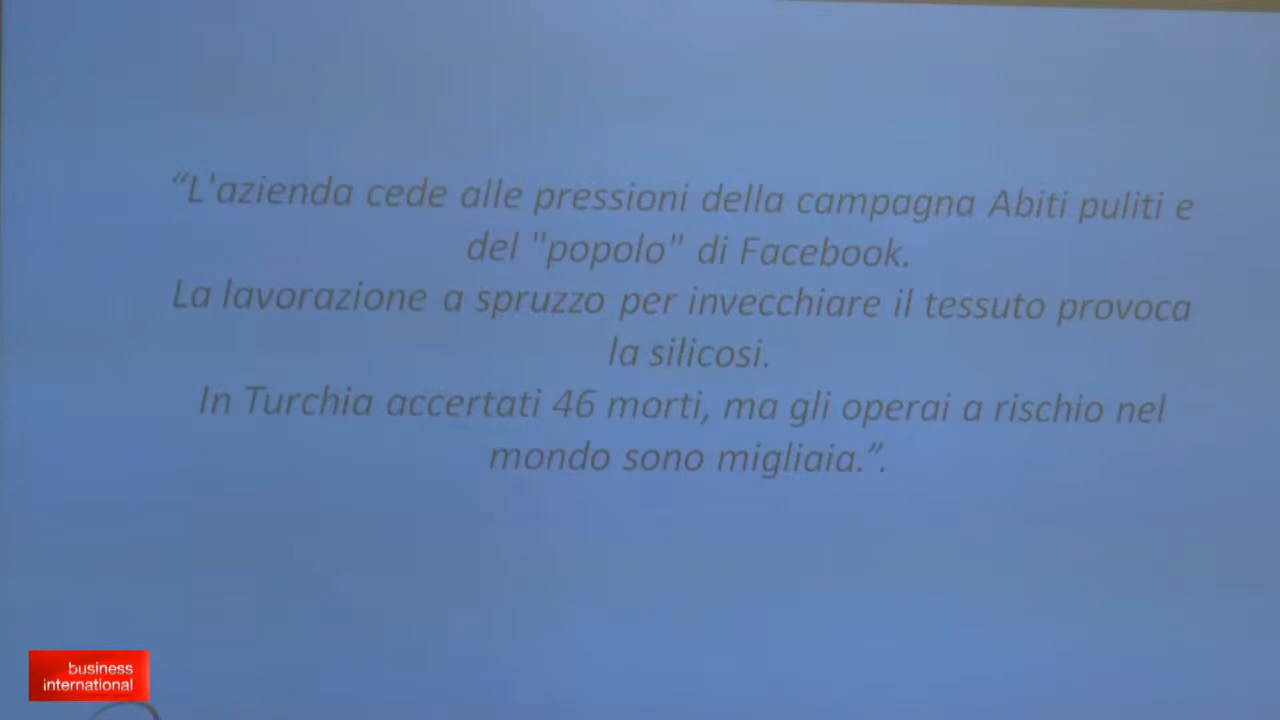 “L'azienda cede alle pressioni della campagna Abiti puliti e
del "popolo" di Facebook.
La lavorazione a spruzzo per invecchiare il tessuto provoca
la silicosi.
In Turchia accertati 46 morti, ma gli operai a rischio nel
mondo sono migliaia.”.
business
international